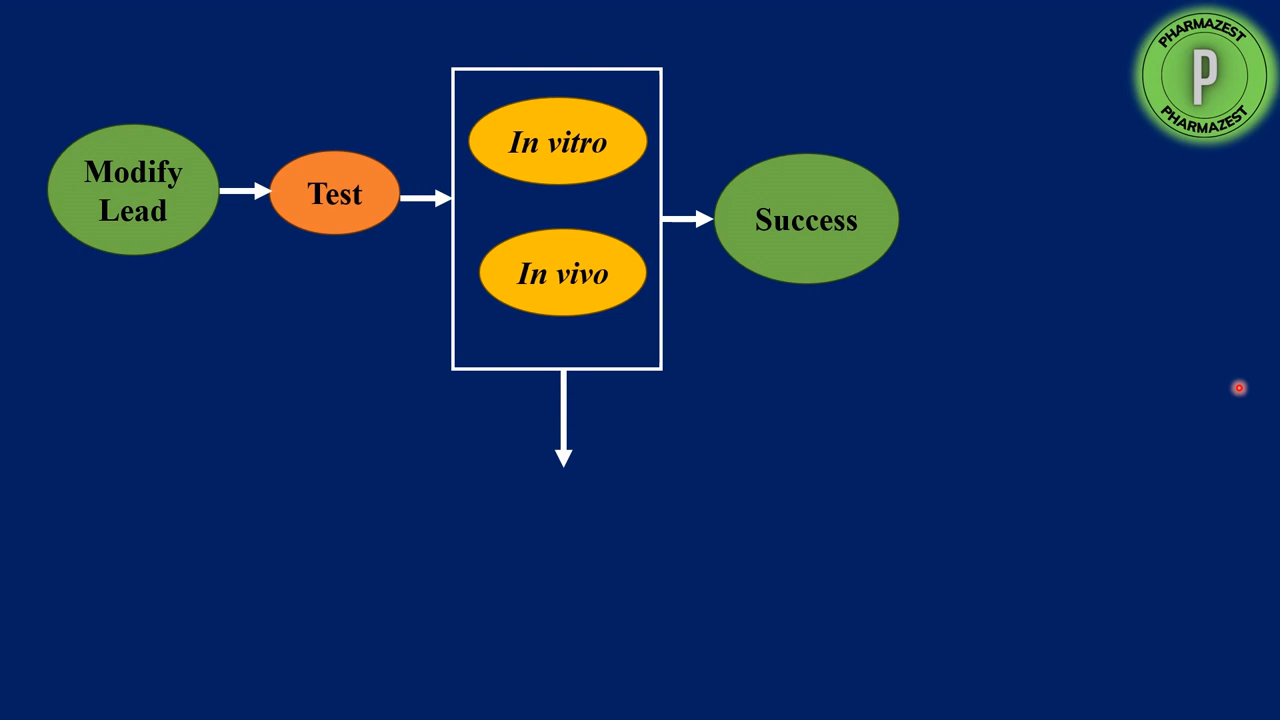 Modify
Lead
Test
In vitro
In vivo
Success
PHARMAZEST
P
PHARMAZEST